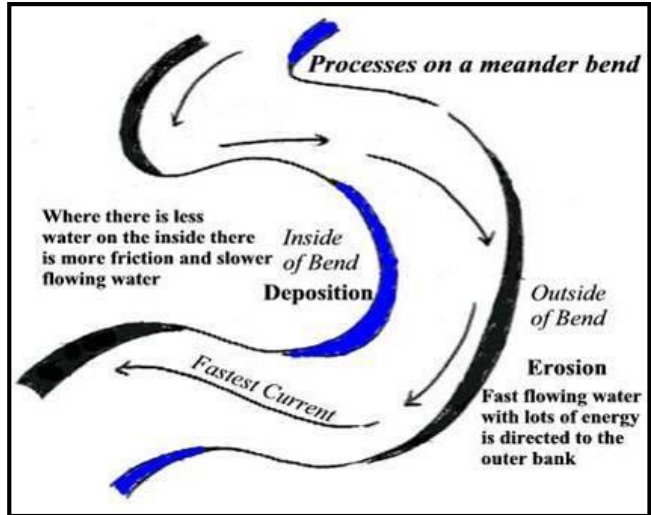 Processes on a meander bend
Where there is less
water on the inside there
is more friction and slower
flowing water
Inside
of Bend
Deposition
Outside
of Bend
Erosion
Fast flowing water
with lots of energy
is directed to the
outer bank
Fastest Current